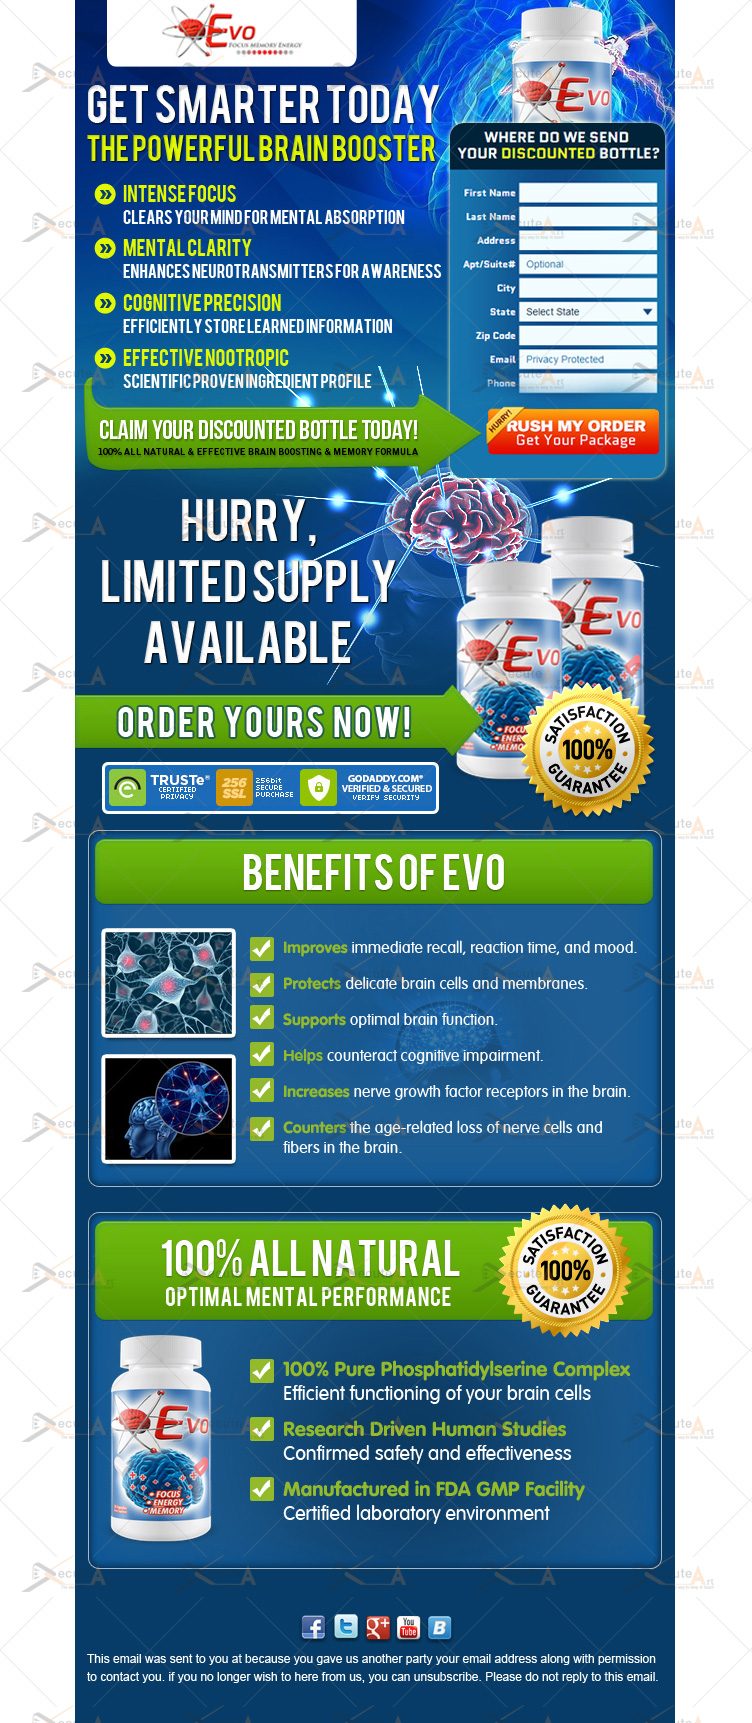 Evo
FOCUS MEMORY ENERGY
GET SMARTER TODAY
THE POWERFUL BRAIN BOOSTER
INTENSE FOCUS
CLEARS YOUR MIND FOR MENTAL ABSORPTION
MENTAL CLARITY
ENHANCES NEUROTRANSMITTERS FOR AWARENESS
COGNITIVE PRECISION
EFFICIENTLY STORE LEARNED INFORMATION
EFFECTIVE NOOTROPIC
SCIENTIFIC PROVEN INGREDIENT PROFILE
CLAIM YOUR DISCOUNTED BOTTLE TODAY!
100% ALL NATURAL & EFFECTIVE BRAIN BOOSTING & MEMORY FORMULA
Evo
WHERE DO WE SEND
YOUR DISCOUNTED BOTTLE?
First Name
Last Name
Address
Apt/Suite# Optional
City
State Select State
Zip Code
Email Privacy Protected
Phone
HURRY!
RUSH MY ORDER
Get Your Package
HURRY,
LIMITED SUPPLY
AVAILABLE
ORDER YOURS NOW!
Evo
Evo
FOCUS
ENERGY
MEMO
SATISFACTION
100%
GUARANTEE
TRUSTe®
CERTIFIED
PRIVACY
256
SSL
256bit
SECURE
PURCHASE
GODADDY.COM®
VERIFIED & SECURED
VERIFY SECURITY
BENEFITS OF EVO
Improves immediate recall, reaction time, and mood.
Protects delicate brain cells and membranes.
Supports optimal brain function.
Helps counteract cognitive impairment.
Increases nerve growth factor receptors in the brain.
Counters the age-related loss of nerve cells and
fibers in the brain.
100% ALL NATURAL
OPTIMAL MENTAL PERFORMANCE
SATISFACTION
100%
GUARANTEE
Evo
• FOCUS
• ENERGY
• MEMORY
100% Pure Phosphatidylserine Complex
Efficient functioning of your brain cells
Research Driven Human Studies
Confirmed safety and effectiveness
Manufactured in FDA GMP Facility
Certified laboratory environment
f t g+ You Tube B
This email was sent to you at because you gave us another party your email address along with permission
to contact you. if you no longer wish to here from us, you can unsubscribe. Please do not reply to this email.